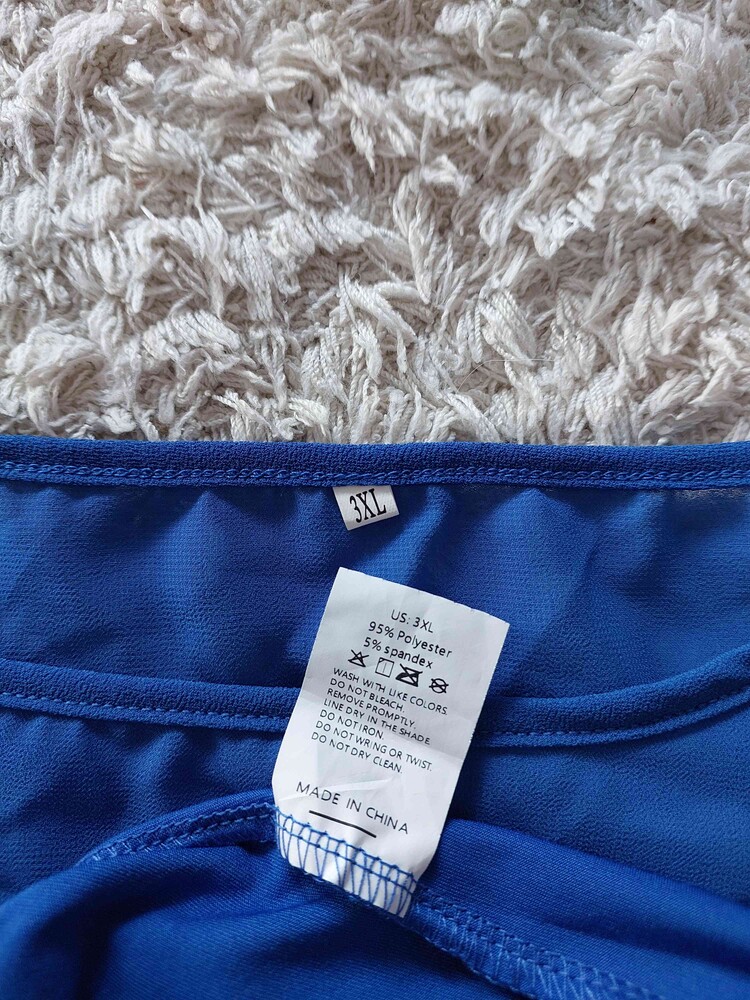 3XL
US: 3XL
95% Polyester
5% spandex
WASH WITH LIKE COLORS.
DO NOT BLEACH.
REMOVE PROMPTLY.
LINE DRY IN THE SHADE.
DO NOT IRON.
DO NOT WRING OR TWIST.
DO NOT DRY CLEAN.
MADE IN CHINA